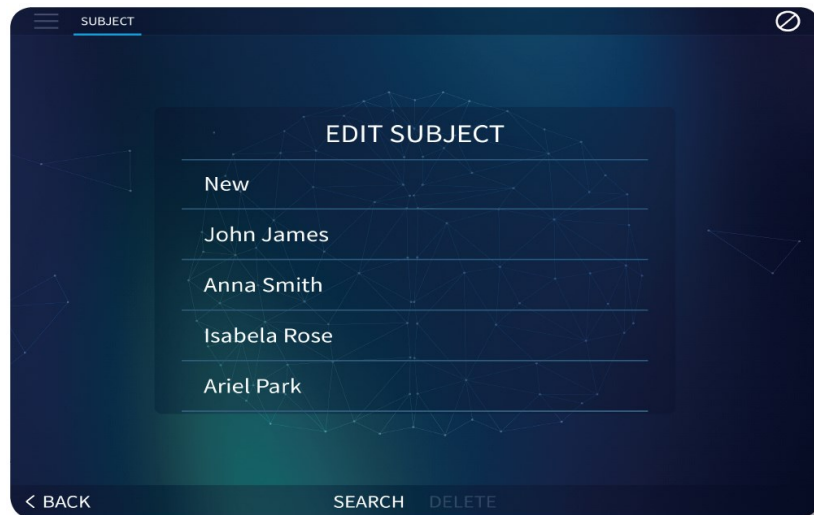 SUBJECT
EDIT SUBJECT
New
John James
Anna Smith
Isabela Rose
Ariel Park
< BACK SEARCH DELETE